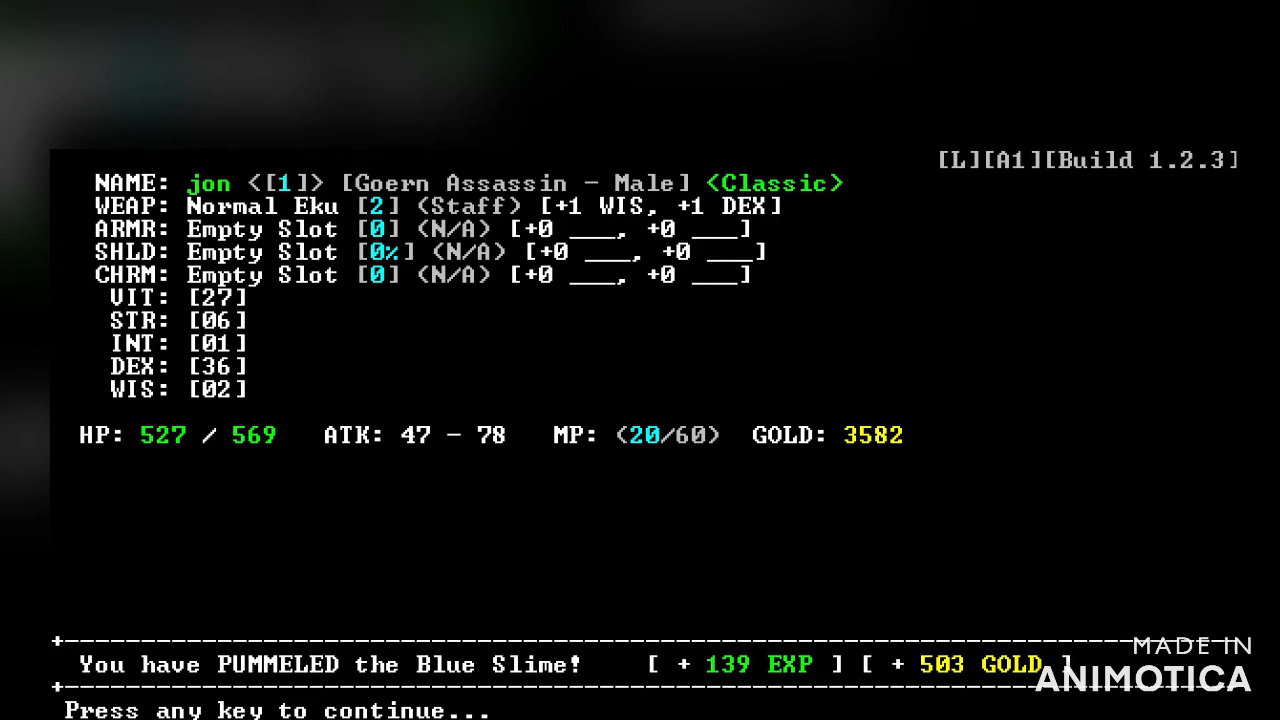 [L][A1][Build 1.2.3]
NAME: jon <[1]> [Goern Assassin - Male] <Classic>
WEAP: Normal Eku [2] (Staff) [+1 WIS, +1 DEX]
ARMR: Empty Slot [0] (N/A) [+0 ___, +0 ___]
SHLD: Empty Slot [0%] (N/A) [+0 ___, +0 ___]
CHRM: Empty Slot [0] (N/A) [+0 ___, +0 ___]
VIT: [27]
STR: [06]
INT: [01]
DEX: [36]
WIS: [02]
HP: 527 / 569 ATK: 47 - 78 MP: (20/60) GOLD: 3582
You have PUMMELED the Blue Slime! [ + 139 EXP ] [ + 503 GOLD ]
Press any key to continue...
MADE IN
ANIMOTICA